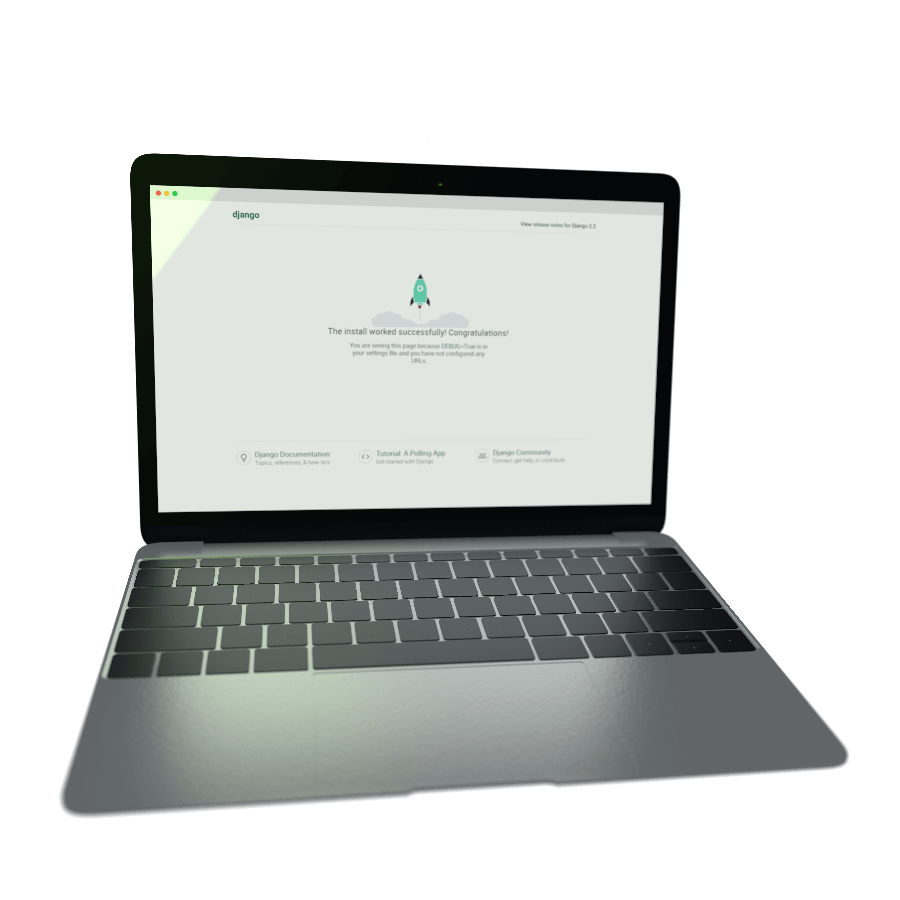 django
View release notes for Django 2.2
The install worked successfully! Congratulations!
You are seeing this page because DEBUG=True is in
your settings file and you have not configured any
URLs.
Django Documentation
Topics, references, & how-to's
Tutorial: A Polling App
Get started with Django
Django Community
Connect, get help, or contribute